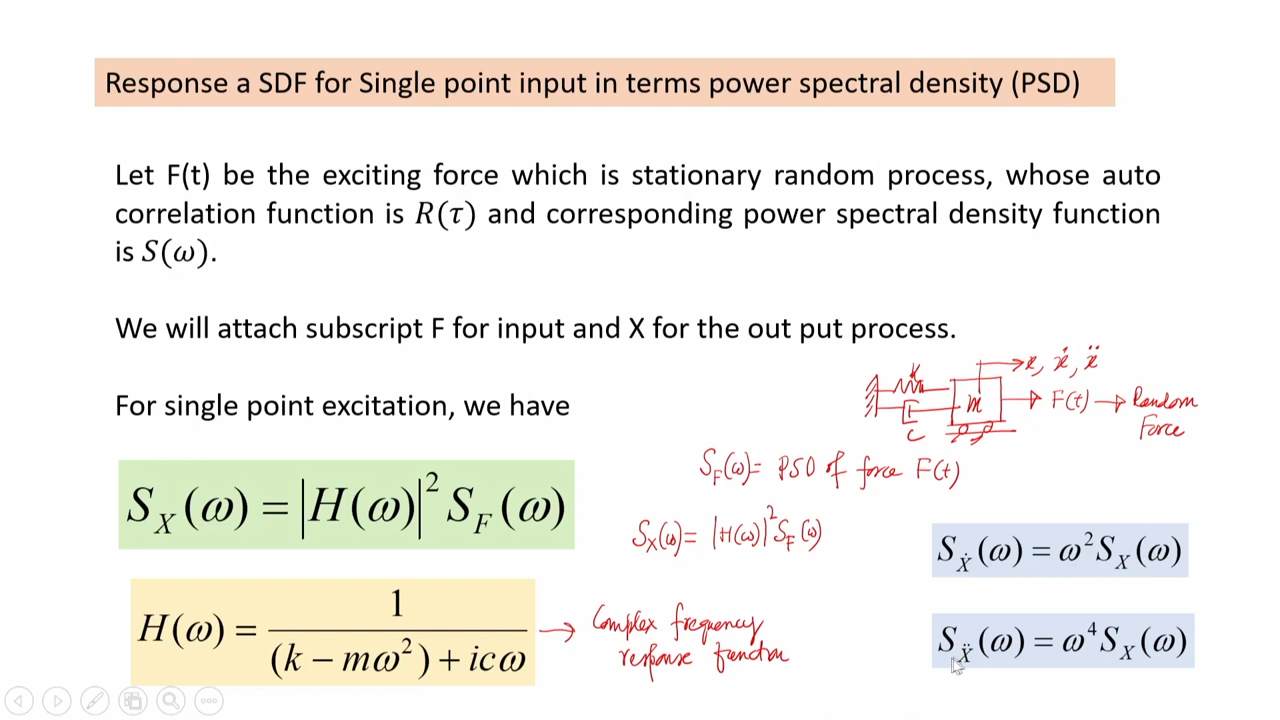 Response a SDF for Single point input in terms power spectral density (PSD)
Let F(t) be the exciting force which is stationary random process, whose auto
correlation function is R(τ) and corresponding power spectral density function
is S(ω).
We will attach subscript F for input and X for the out put process.
For single point excitation, we have
K
x, ẋ, ẍ
m
F(t) → Random
Force
C
S_F(ω) = PSD of force F(t)
S_X(ω) = |H(ω)|² S_F(ω)
S_X(ω) = |H(ω)|² S_F(ω)
S_Ẋ(ω) = ω² S_X(ω)
H(ω) = 1 / ((k − mω²) + icω)
→ Complex frequency
response function
S_Ẍ(ω) = ω⁴ S_X(ω)